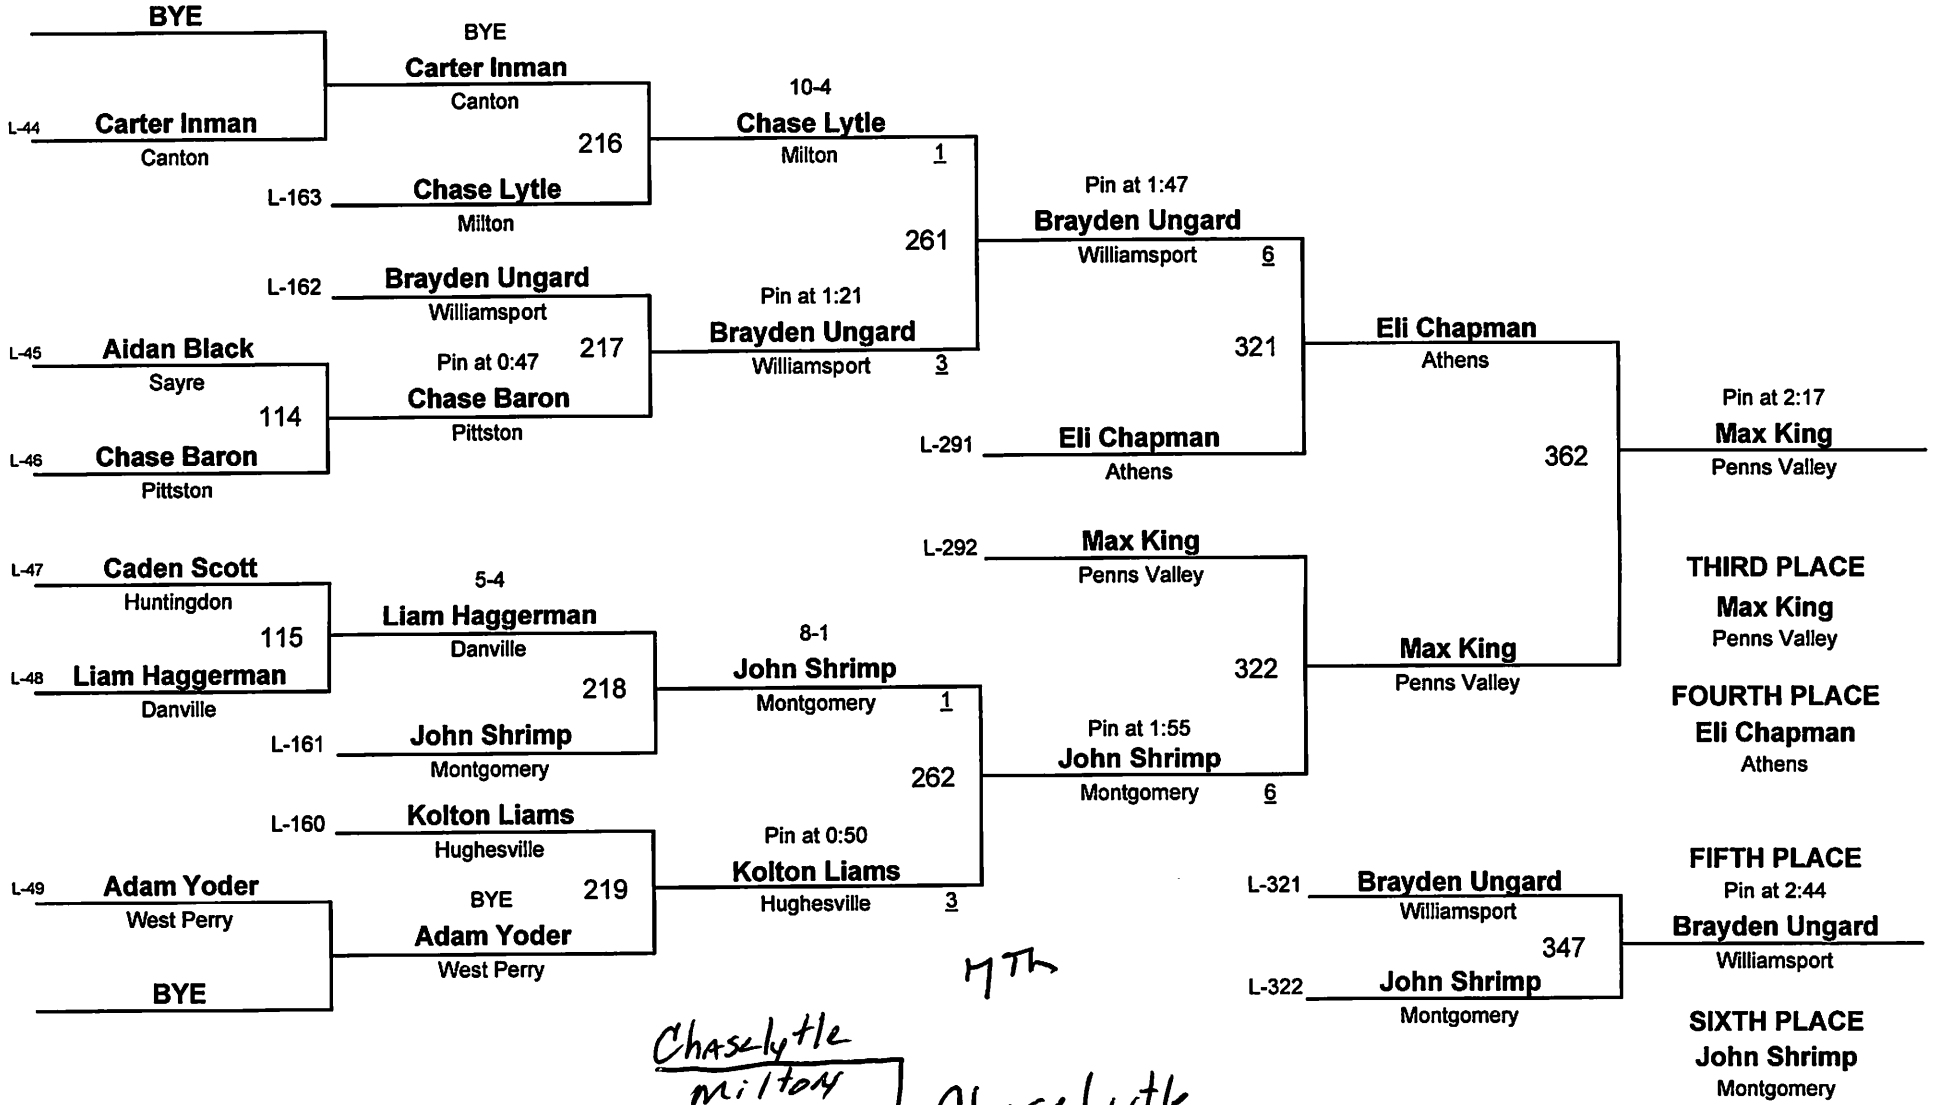 BYE
L-44 Carter Inman
Canton
BYE
Carter Inman
Canton
216
L-163 Chase Lytle
Milton
10-4
Chase Lytle
Milton 1
L-162 Brayden Ungard
Williamsport
L-45 Aidan Black
Sayre
114
L-46 Chase Baron
Pittston
Pin at 0:47
Chase Baron
Pittston
217
Pin at 1:21
Brayden Ungard
Williamsport 3
261
Pin at 1:47
Brayden Ungard
Williamsport 6
321
L-291 Eli Chapman
Athens
Eli Chapman
Athens
L-47 Caden Scott
Huntingdon
115
L-48 Liam Haggerman
Danville
5-4
Liam Haggerman
Danville
218
L-161 John Shrimp
Montgomery
8-1
John Shrimp
Montgomery 1
L-160 Kolton Liams
Hughesville
219
L-49 Adam Yoder
West Perry
BYE
BYE
Adam Yoder
West Perry
Pin at 0:50
Kolton Liams
Hughesville 3
262
L-292 Max King
Penns Valley
322
Pin at 1:55
John Shrimp
Montgomery 6
Max King
Penns Valley
362
Pin at 2:17
Max King
Penns Valley
THIRD PLACE
Max King
Penns Valley
FOURTH PLACE
Eli Chapman
Athens
L-321 Brayden Ungard
Williamsport
347
L-322 John Shrimp
Montgomery
FIFTH PLACE
Pin at 2:44
Brayden Ungard
Williamsport
SIXTH PLACE
John Shrimp
Montgomery
7Th
Chase lytle
Milton
Chase Lytle